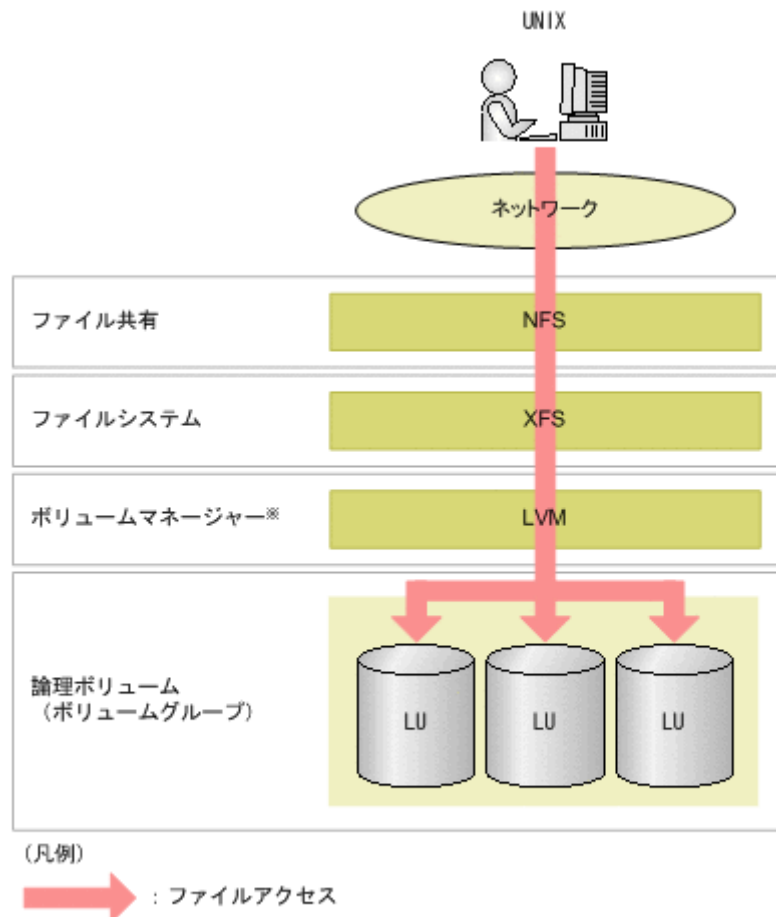 UNIX
ネットワーク
ファイル共有
NFS
ファイルシステム
XFS
ボリュームマネージャー※
LVM
論理ボリューム
（ボリュームグループ）
LU
LU
LU
(凡例)
：ファイルアクセス